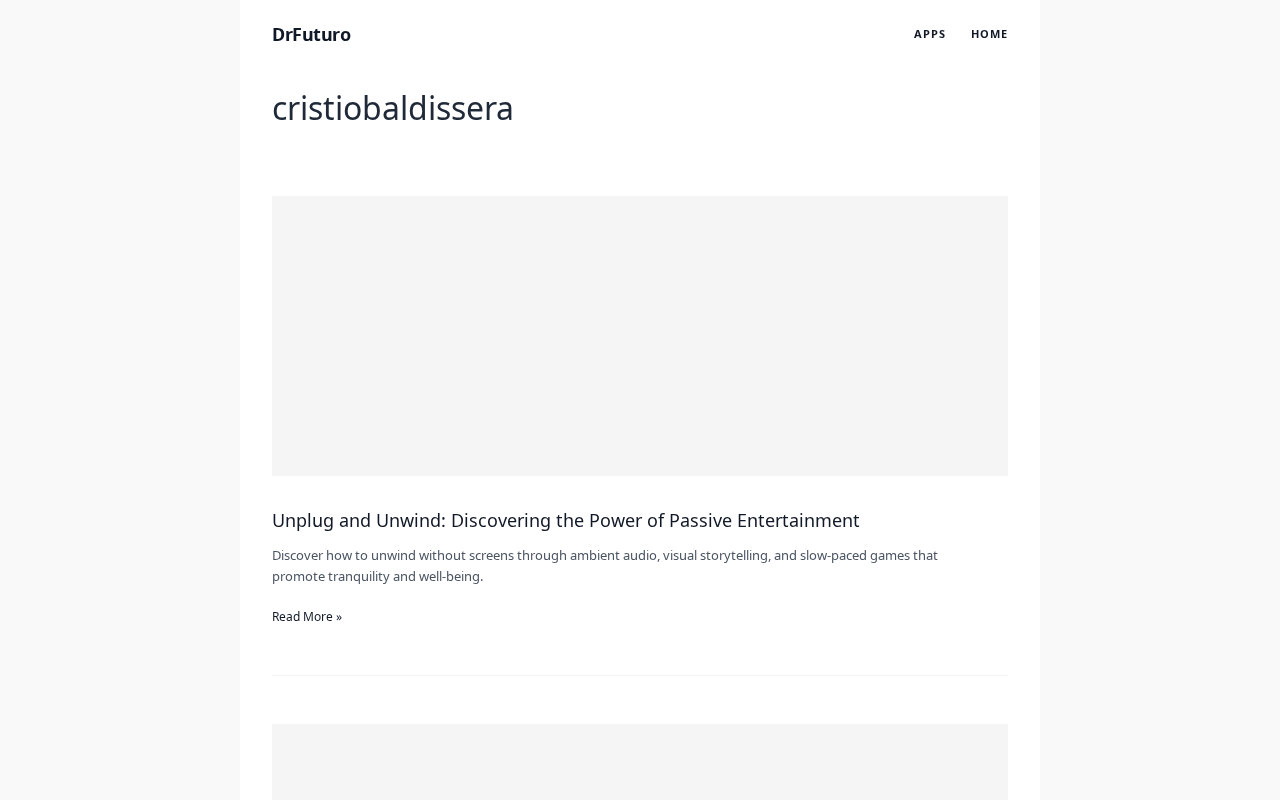 DrFuturo
APPS HOME
cristiobaldissera
Unplug and Unwind: Discovering the Power of Passive Entertainment
Discover how to unwind without screens through ambient audio, visual storytelling, and slow-paced games that
promote tranquility and well-being.
Read More »